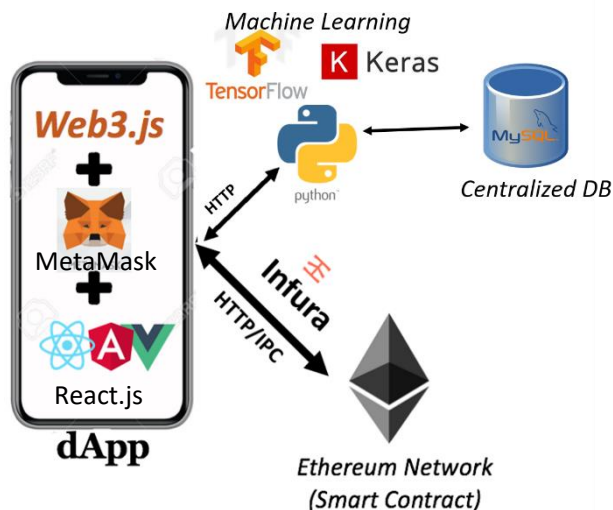 Machine Learning
TensorFlow
K Keras
Web3.js
python
MySQL
Centralized DB
HTTP
MetaMask
Infura
HTTP/IPC
React.js
dApp
Ethereum Network
(Smart Contract)